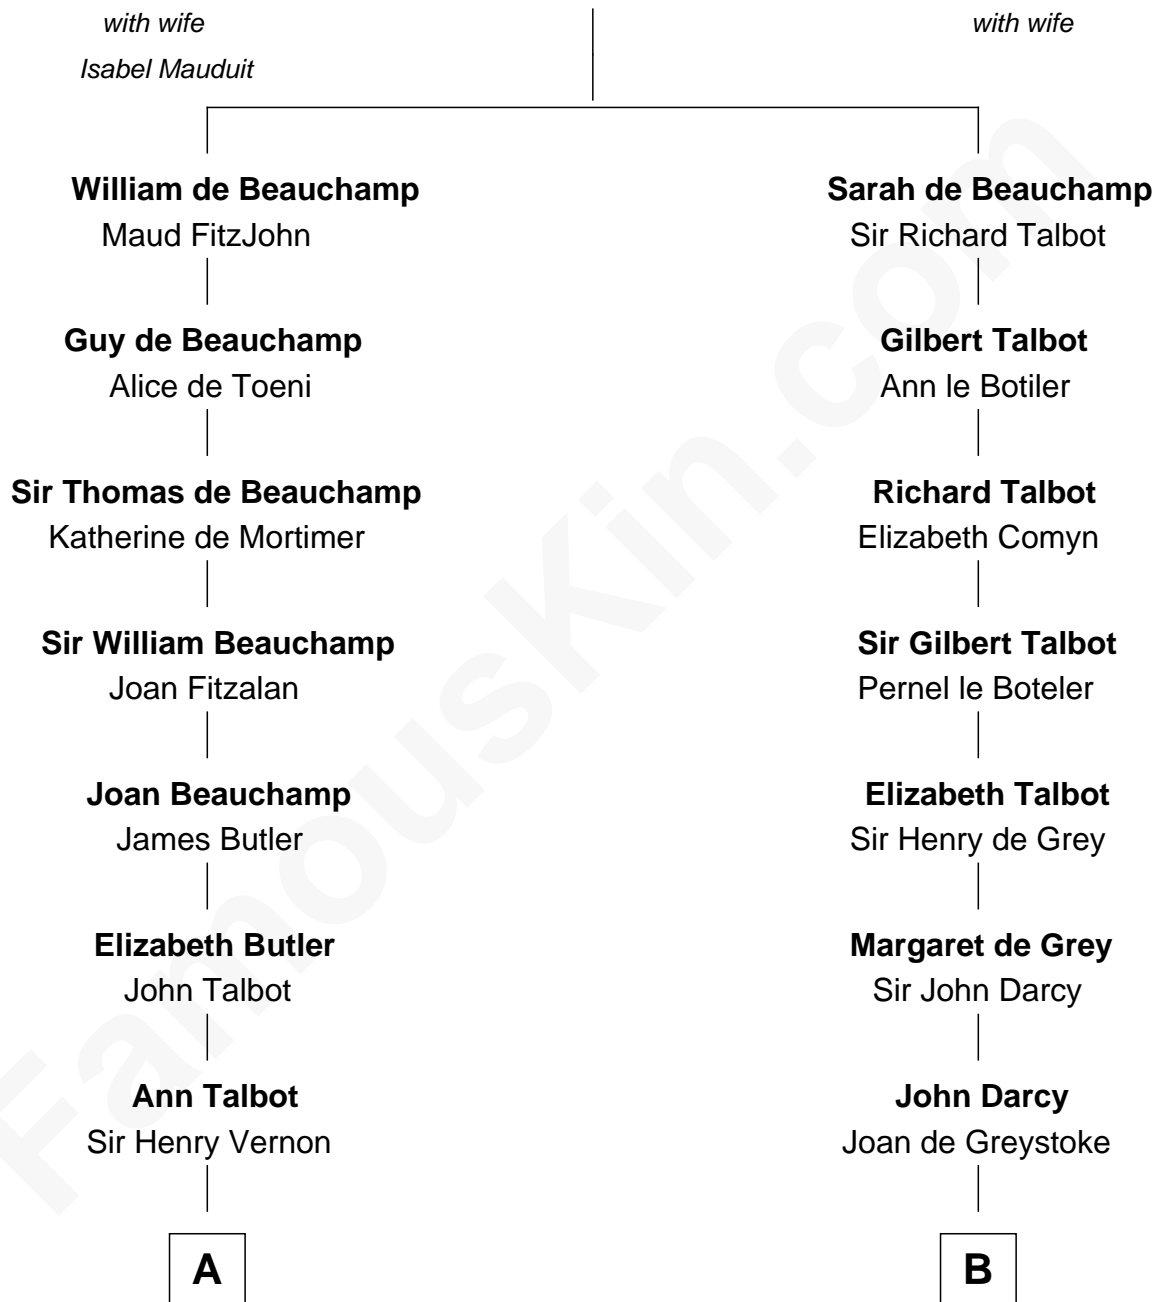 with wife
with wife
Isabel Mauduit
William de Beauchamp
Sarah de Beauchamp
Maud FitzJohn
Sir Richard Talbot
Guy de Beauchamp
Gilbert Talbot
Alice de Toeni
Ann le Botiler
Sir Thomas de Beauchamp
Richard Talbot
Katherine de Mortimer
Elizabeth Comyn
Sir William Beauchamp
Sir Gilbert Talbot
Joan Fitzalan
Pernel le Boteler
Joan Beauchamp
Elizabeth Talbot
James Butler
Sir Henry de Grey
Elizabeth Butler
Margaret de Grey
John Talbot
Sir John Darcy
Ann Talbot
John Darcy
Sir Henry Vernon
Joan de Greystoke
A
B
FamousKin.com